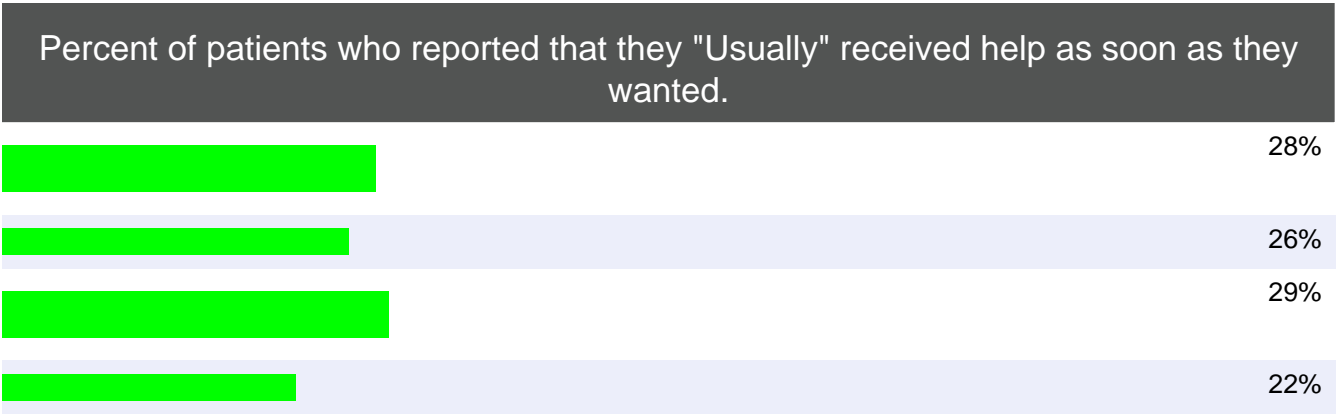 Percent of patients who reported that they "Usually" received help as soon as they
wanted.
28%
26%
29%
22%